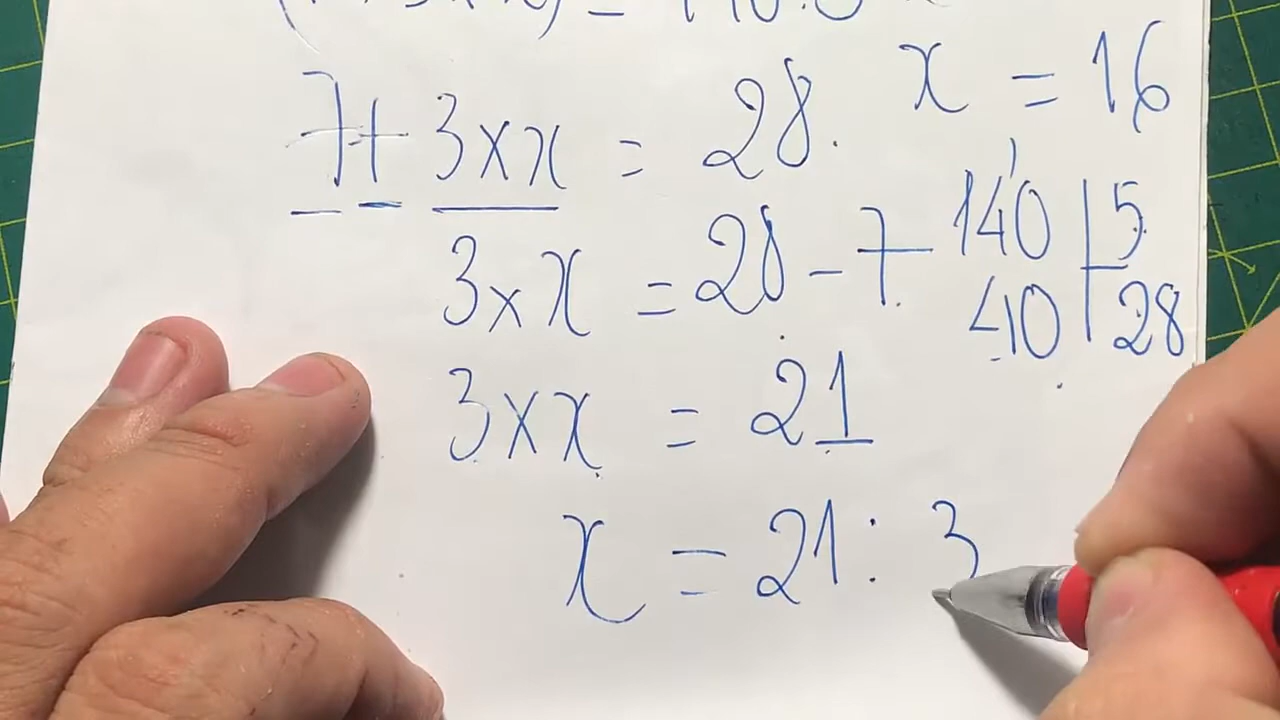 7 + 3 x x = 28
3 x x = 28 - 7
3 x x = 21
x = 21 : 3
x = 16
140 5
40 28